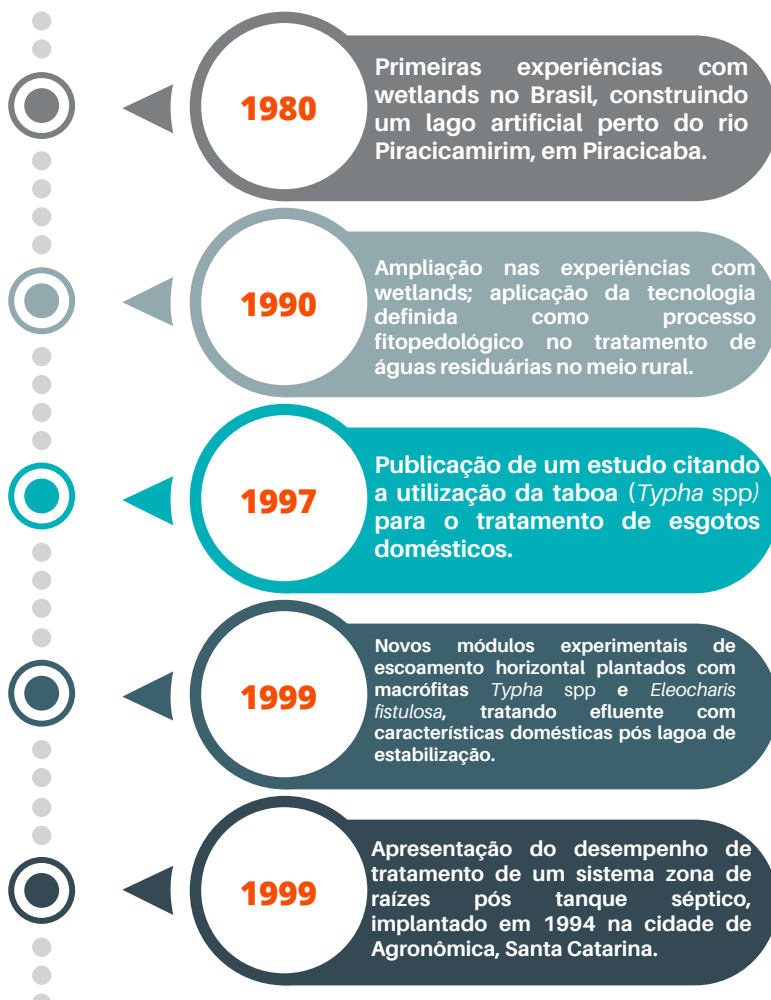 1980
Primeiras experiências com
wetlands no Brasil, construindo
um lago artificial perto do rio
Piracicamirim, em Piracicaba.
1990
Ampliação nas experiências com
wetlands; aplicação da tecnologia
definida como processo
fitopedológico no tratamento de
águas residuárias no meio rural.
1997
Publicação de um estudo citando
a utilização da taboa (Typha spp)
para o tratamento de esgotos
domésticos.
1999
Novos módulos experimentais de
escoamento horizontal plantados com
macrófitas Typha spp e Eleocharis
fistulosa, tratando efluente com
características domésticas pós lagoa de
estabilização.
1999
Apresentação do desempenho de
tratamento de um sistema zona de
raízes pós tanque séptico,
implantado em 1994 na cidade de
Agronômica, Santa Catarina.